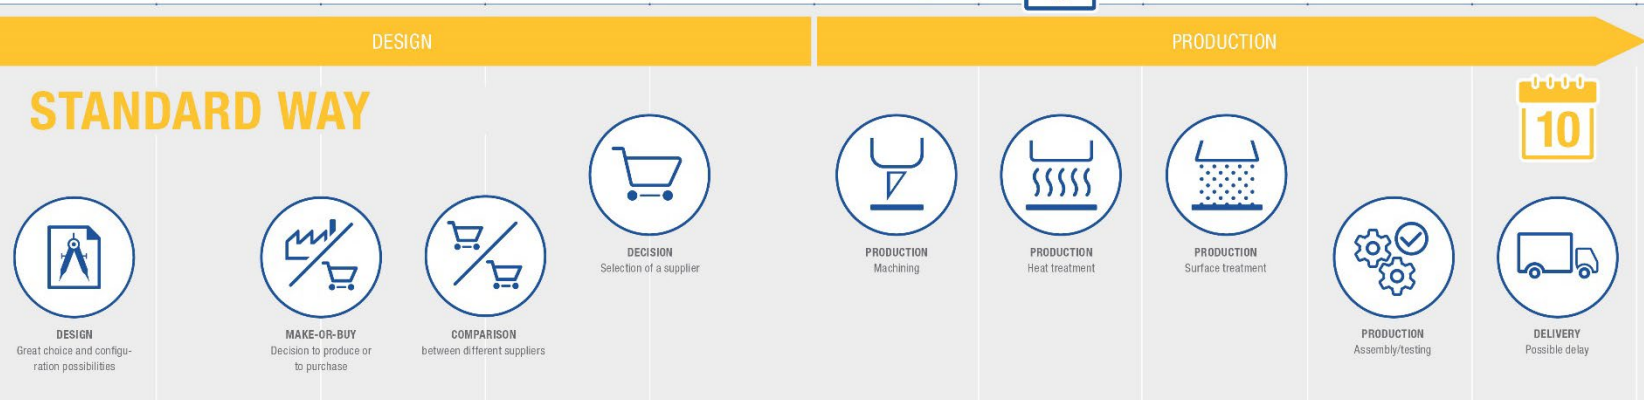 DESIGN
PRODUCTION
STANDARD WAY
10
DECISION
Selection of a supplier
PRODUCTION
Machining
PRODUCTION
Heat treatment
PRODUCTION
Surface treatment
DESIGN
Great choice and configu-
ration possibilities
MAKE-OR-BUY
Decision to produce or
to purchase
COMPARISON
between different suppliers
PRODUCTION
Assembly/testing
DELIVERY
Possible delay